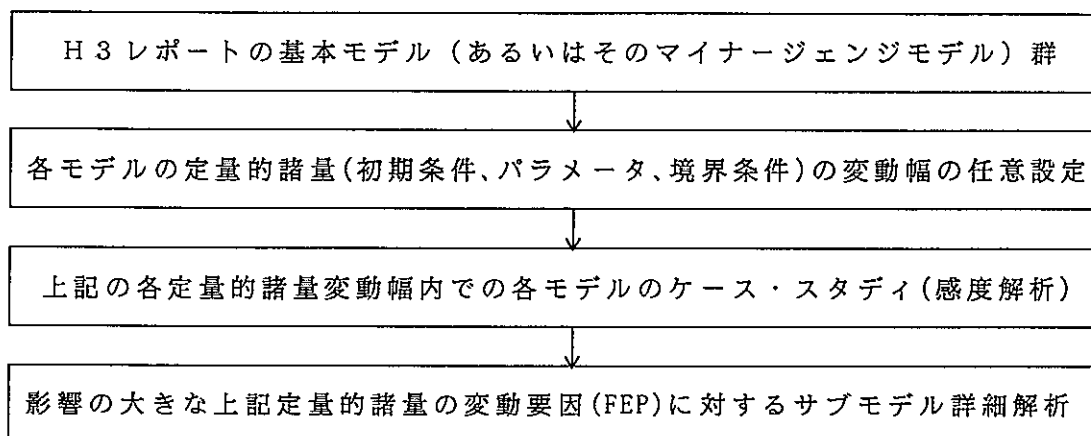 H3レポートの基本モデル（あるいはそのマイナージェンジモデル）群
各モデルの定量的諸量(初期条件、パラメータ、境界条件)の変動幅の任意設定
上記の各定量的諸量変動幅内での各モデルのケース・スタディ(感度解析)
影響の大きな上記定量的諸量の変動要因(FEP)に対するサブモデル詳細解析